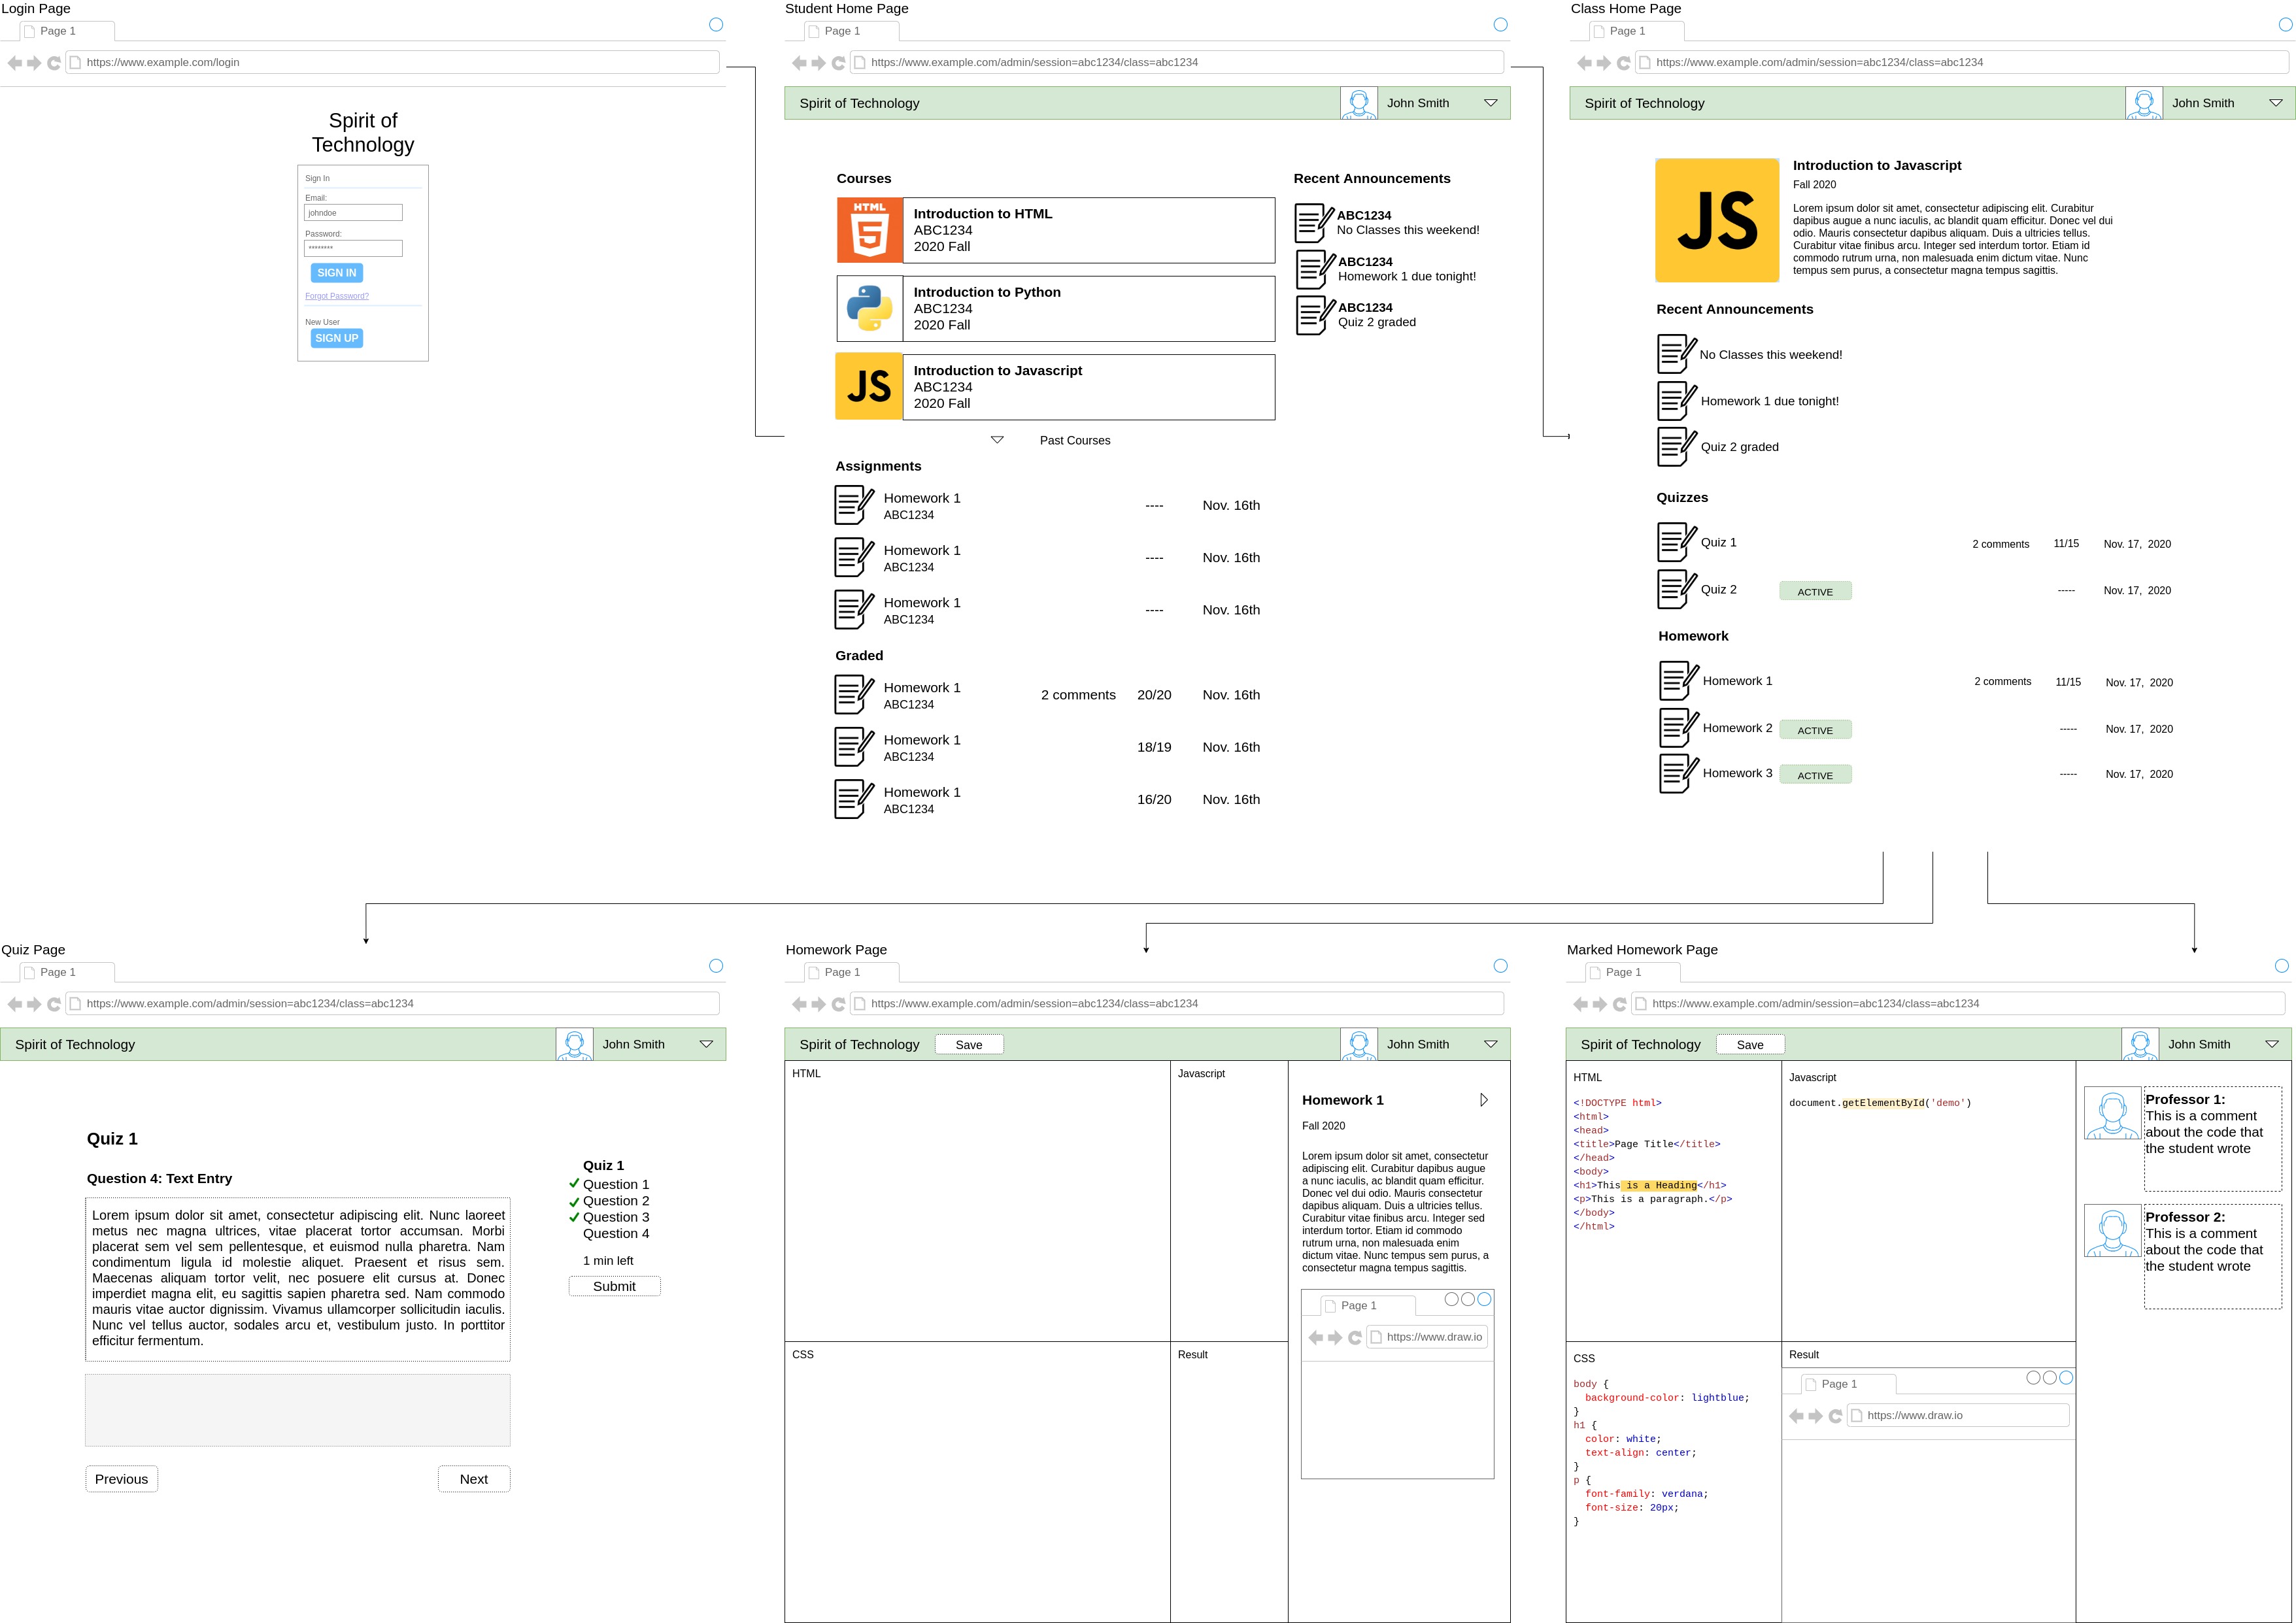 Login Page
Page 1
https://www.example.com/login
Spirit of
Technology
Sign In
Email:
johndoe
Password:
********
SIGN IN
Forgot Password?
New User
SIGN UP
Student Home Page
Page 1
https://www.example.com/admin/session=abc1234/class=abc1234
Spirit of Technology
John Smith
Courses
HTML
5
Introduction to HTML
ABC1234
2020 Fall
Introduction to Python
ABC1234
2020 Fall
JS
Introduction to Javascript
ABC1234
2020 Fall
Past Courses
Recent Announcements
ABC1234
No Classes this weekend!
ABC1234
Homework 1 due tonight!
ABC1234
Quiz 2 graded
Assignments
Homework 1
ABC1234
---- Nov. 16th
Homework 1
ABC1234
---- Nov. 16th
Homework 1
ABC1234
---- Nov. 16th
Graded
Homework 1
ABC1234
2 comments 20/20 Nov. 16th
Homework 1
ABC1234
18/19 Nov. 16th
Homework 1
ABC1234
16/20 Nov. 16th
Class Home Page
Page 1
https://www.example.com/admin/session=abc1234/class=abc1234
Spirit of Technology
John Smith
JS
Introduction to Javascript
Fall 2020
Lorem ipsum dolor sit amet, consectetur adipiscing elit. Curabitur
dapibus augue a nunc iaculis, ac blandit quam efficitur. Donec vel dui
odio. Mauris consectetur dapibus aliquam. Duis a ultricies tellus.
Curabitur vitae finibus arcu. Integer sed interdum tortor. Etiam id
commodo rutrum urna, non malesuada enim dictum vitae. Nunc
tempus sem purus, a consectetur magna tempus sagittis.
Recent Announcements
No Classes this weekend!
Homework 1 due tonight!
Quiz 2 graded
Quizzes
Quiz 1 2 comments 11/15 Nov. 17, 2020
Quiz 2 ACTIVE ----- Nov. 17, 2020
Homework
Homework 1 2 comments 11/15 Nov. 17, 2020
Homework 2 ACTIVE ----- Nov. 17, 2020
Homework 3 ACTIVE ----- Nov. 17, 2020
Quiz Page
Page 1
https://www.example.com/admin/session=abc1234/class=abc1234
Spirit of Technology
John Smith
Quiz 1
Question 4: Text Entry
Lorem ipsum dolor sit amet, consectetur adipiscing elit. Nunc laoreet
metus nec magna ultrices, vitae placerat tortor accumsan. Morbi
placerat sem vel sem pellentesque, et euismod nulla pharetra. Nam
condimentum ligula id molestie aliquet. Praesent et risus sem.
Maecenas aliquam tortor velit, nec posuere elit cursus at. Donec
imperdiet magna elit, eu sagittis sapien pharetra sed. Nam commodo
mauris vitae auctor dignissim. Vivamus ullamcorper sollicitudin iaculis.
Nunc vel tellus auctor, sodales arcu et, vestibulum justo. In porttitor
efficitur fermentum.
Previous
Next
Quiz 1
Question 1
Question 2
Question 3
Question 4
1 min left
Submit
Homework Page
Page 1
https://www.example.com/admin/session=abc1234/class=abc1234
Spirit of Technology
Save
John Smith
HTML
Javascript
CSS
Result
Homework 1
Fall 2020
Lorem ipsum dolor sit amet, consectetur
adipiscing elit. Curabitur dapibus augue
a nunc iaculis, ac blandit quam efficitur.
Donec vel dui odio. Mauris consectetur
dapibus aliquam. Duis a ultricies tellus.
Curabitur vitae finibus arcu. Integer sed
interdum tortor. Etiam id commodo
rutrum urna, non malesuada enim
dictum vitae. Nunc tempus sem purus, a
consectetur magna tempus sagittis.
Page 1
https://www.draw.io
Marked Homework Page
Page 1
https://www.example.com/admin/session=abc1234/class=abc1234
Spirit of Technology
Save
John Smith
HTML
<!DOCTYPE html>
<html>
<head>
<title>Page Title</title>
</head>
<body>
<h1>This is a Heading</h1>
<p>This is a paragraph.</p>
</body>
</html>
Javascript
document.getElementById('demo')
CSS
body {
background-color: lightblue;
}
h1 {
color: white;
text-align: center;
}
p {
font-family: verdana;
font-size: 20px;
}
Result
Page 1
https://www.draw.io
Professor 1:
This is a comment
about the code that
the student wrote
Professor 2:
This is a comment
about the code that
the student wrote